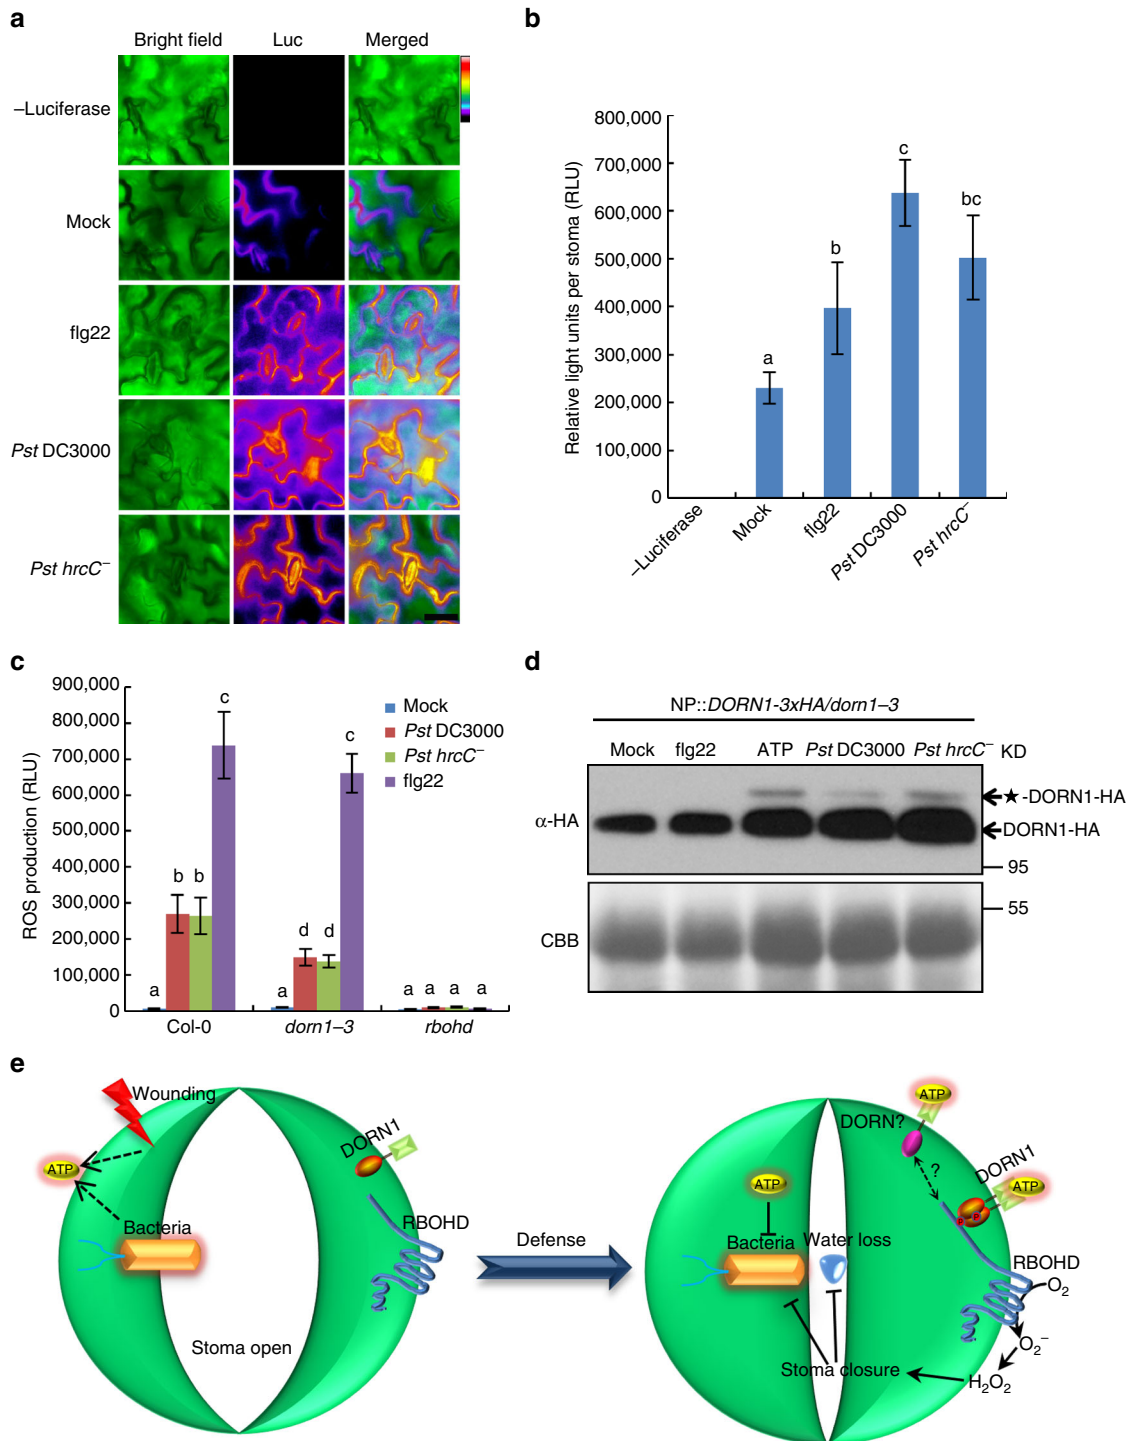 a
Bright field Luc Merged
–Luciferase
Mock
flg22
Pst DC3000
Pst hrcC⁻
b
Relative light units per stoma (RLU)
800,000
700,000
600,000
500,000
400,000
300,000
200,000
100,000
0
a
b
c
bc
–Luciferase
Mock
flg22
Pst DC3000
Pst hrcC⁻
c
ROS production (RLU)
900,000
800,000
700,000
600,000
500,000
400,000
300,000
200,000
100,000
0
Mock
Pst DC3000
Pst hrcC⁻
flg22
a b b c
a d d c
a a a a
Col-0 dorn1–3 rbohd
d
NP::DORN1-3xHA/dorn1–3
Mock flg22 ATP Pst DC3000 Pst hrcC⁻ KD
α-HA
★-DORN1-HA
DORN1-HA
95
55
CBB
e
Wounding
ATP
Bacteria
DORN1
RBOHD
Stoma open
Defense
ATP
DORN?
?
DORN1
ATP
P P
ATP
Bacteria
Water loss
RBOHD
O₂
O₂⁻
H₂O₂
Stoma closure